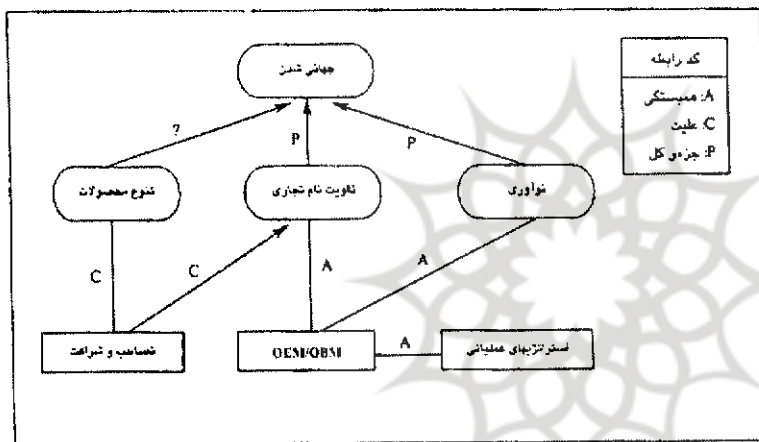 جهانی شدن
کد رابطه
A: همبستگی
C: علیت
P: جزء و کل
?
P
P
تنوع محصولات
تقویت نام تجاری
نوآوری
C
C
A
A
تصاحب و شراکت
OEM/OBM
A
استراتژیهای عملیاتی